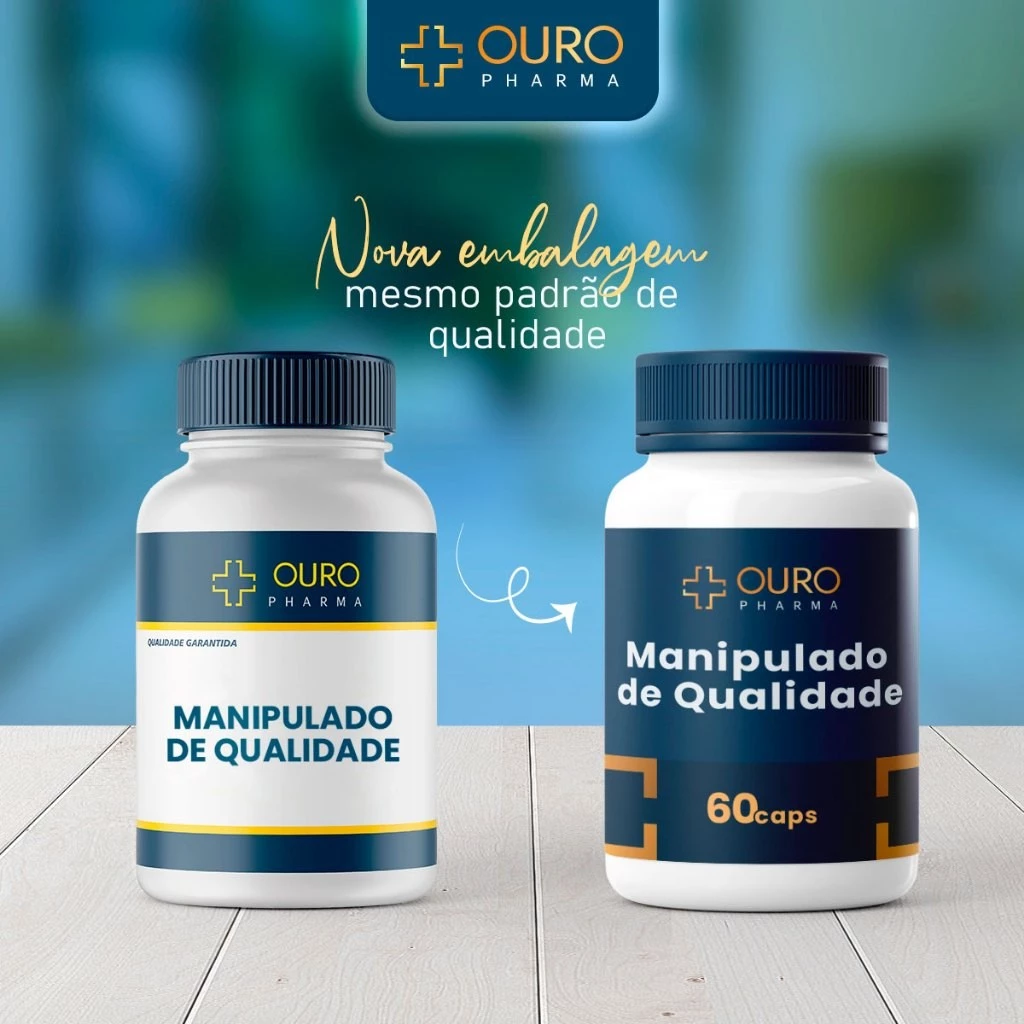 OURO
PHARMA
Nova embalagem
mesmo padrão de
qualidade
OURO
PHARMA
QUALIDADE GARANTIDA
MANIPULADO
DE QUALIDADE
OURO
PHARMA
Manipulado
de Qualidade
60caps